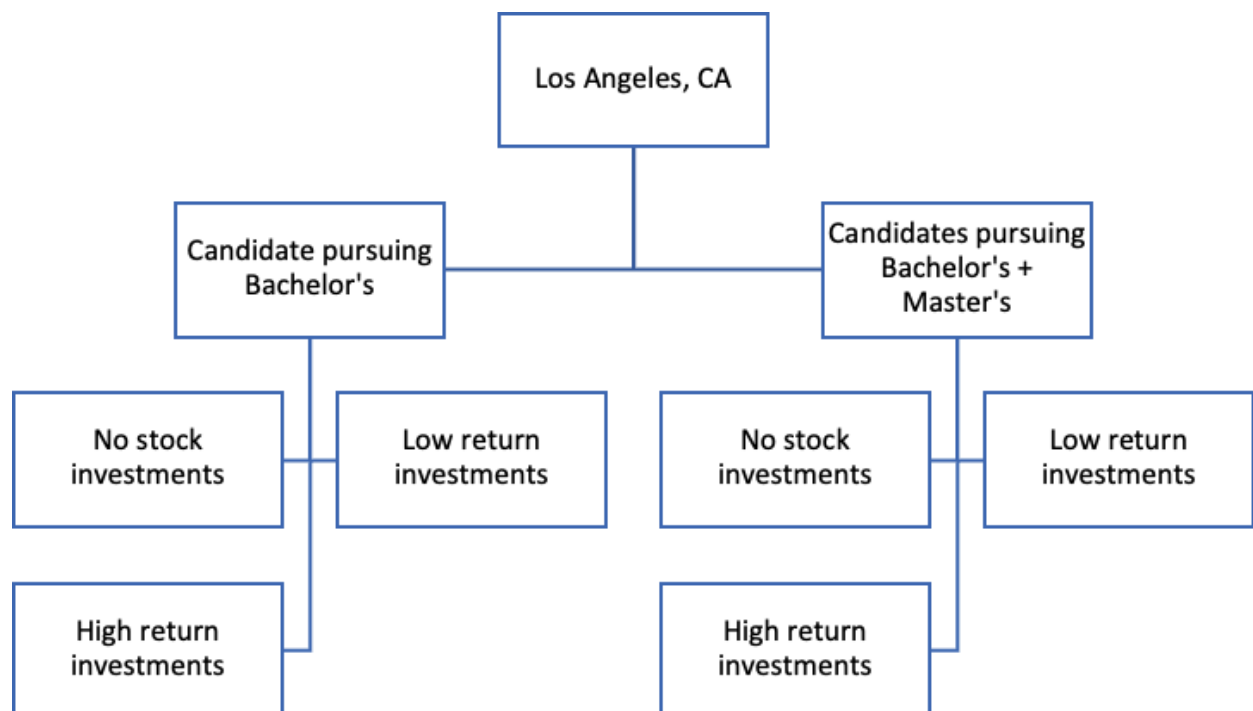 Los Angeles, CA
Candidate pursuing
Bachelor's
Candidates pursuing
Bachelor's +
Master's
No stock
investments
Low return
investments
High return
investments
No stock
investments
Low return
investments
High return
investments